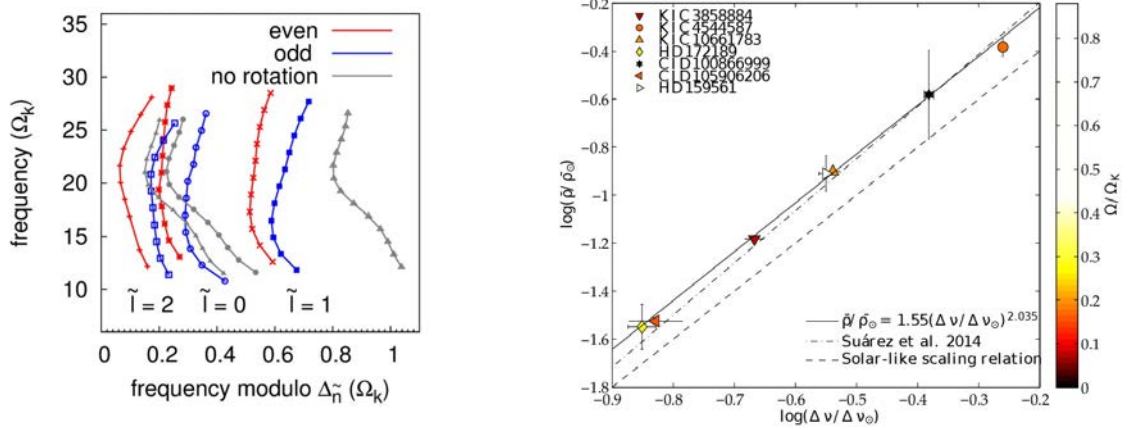 even
odd
no rotation
frequency (Ωk)
35
30
25
20
15
10
l̃ = 2
l̃ = 0
l̃ = 1
0
0.2
0.4
0.6
0.8
1
frequency modulo Δñ (Ωk)
KIC3858884
KIC4544587
KIC10661783
HD172189
CID100866999
CID105906206
HD159561
log(ρ̄/ρ̄⊙)
−0.2
−0.4
−0.6
−0.8
−1
−1.2
−1.4
−1.6
−1.8
ρ̄/ρ̄⊙ = 1.55(Δν/Δν⊙)^2.035
Suárez et al. 2014
Solar-like scaling relation
−0.9
−0.8
−0.7
−0.6
−0.5
−0.4
−0.3
−0.2
log(Δν/Δν⊙)
0.8
0.7
0.6
0.5
0.4
0.3
0.2
0.1
0
Ω/ΩK